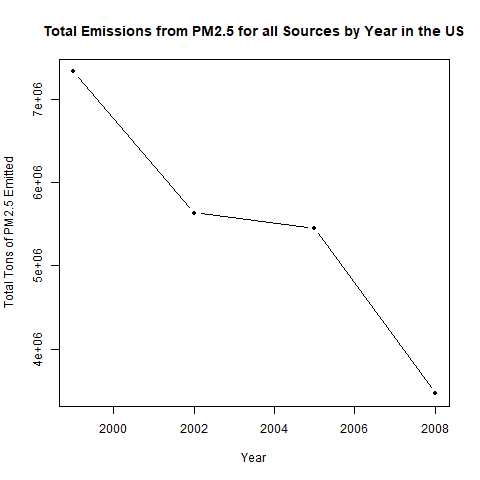 Total Emissions from PM2.5 for all Sources by Year in the US
Total Tons of PM2.5 Emitted
7e+06
6e+06
5e+06
4e+06
2000 2002 2004 2006 2008
Year